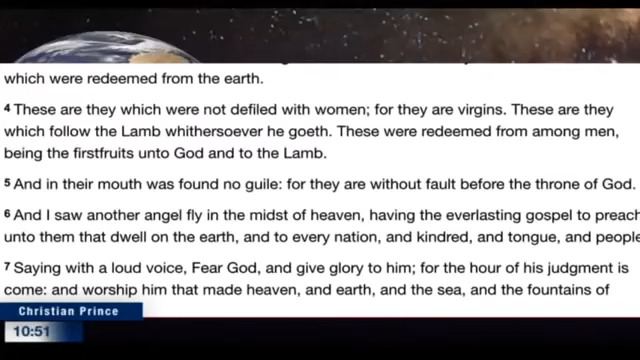 which were redeemed from the earth.
4 These are they which were not defiled with women; for they are virgins. These are they
which follow the Lamb whithersoever he goeth. These were redeemed from among men,
being the firstfruits unto God and to the Lamb.
5 And in their mouth was found no guile: for they are without fault before the throne of God.
6 And I saw another angel fly in the midst of heaven, having the everlasting gospel to preach
unto them that dwell on the earth, and to every nation, and kindred, and tongue, and people
7 Saying with a loud voice, Fear God, and give glory to him; for the hour of his judgment is
come: and worship him that made heaven, and earth, and the sea, and the fountains of
Christian Prince
10:51